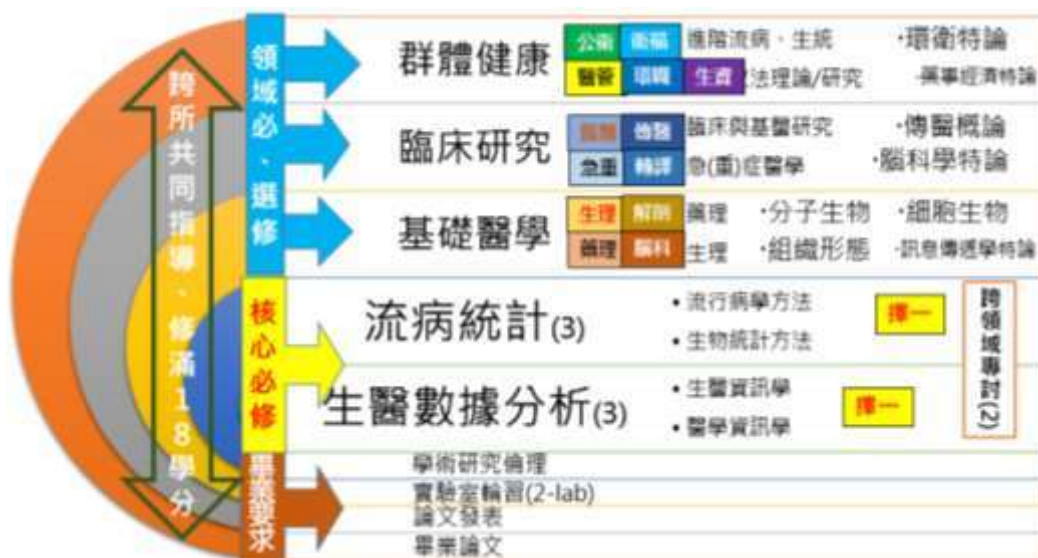 跨所共同指導、修滿18學分
領域必、選修
群體健康
公衛 衛福 進階流病、生統 •環衛特論
醫管 環職 生資 法理論/研究 •藥事經濟特論
臨床研究
傳醫 臨床與基醫研究 •傳醫概論
急重 轉譯 急(重)症醫學 •腦科學特論
基礎醫學
生理 解剖 藥理 •分子生物 •細胞生物
藥理 腦科 生理 •組織形態 •訊息傳遞學特論
核心必修
流病統計(3)
• 流行病學方法
• 生物統計方法
擇一
生醫數據分析(3)
• 生醫資訊學
• 醫學資訊學
擇一
跨領域專討(2)
畢業要求
學術研究倫理
實驗室輪習(2-lab)
論文發表
畢業論文